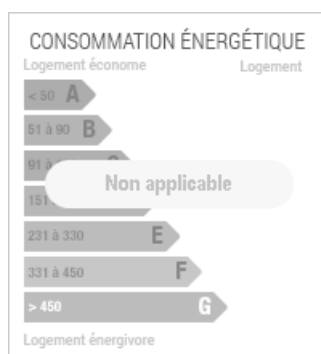 CONSOMMATION ÉNERGÉTIQUE
Logement économe Logement
< 50 A
51 à 90 B
91 à
Non applicable
151
231 à 330 E
331 à 450 F
> 450 G
Logement énergivore